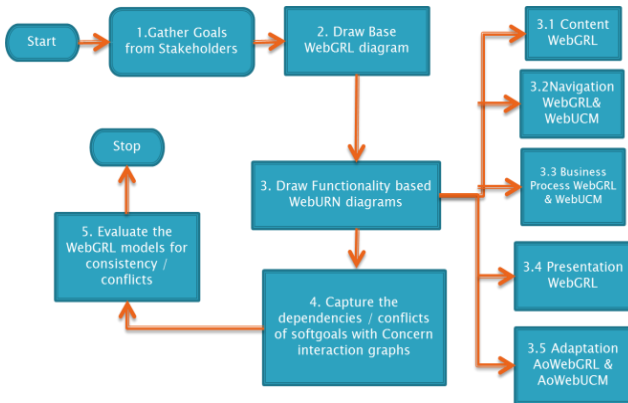 Start
1.Gather Goals
from Stakeholders
2. Draw Base
WebGRL diagram
3.1 Content
WebGRL
3.2Navigation
WebGRL&
WebUCM
Stop
3. Draw Functionality based
WebURN diagrams
3.3 Business
Process WebGRL
& WebUCM
5. Evaluate the
WebGRL models for
consistency /
conflicts
3.4 Presentation
WebGRL
4. Capture the
dependencies / conflicts
of softgoals with Concern
interaction graphs
3.5 Adaptation
AoWebGRL &
AoWebUCM